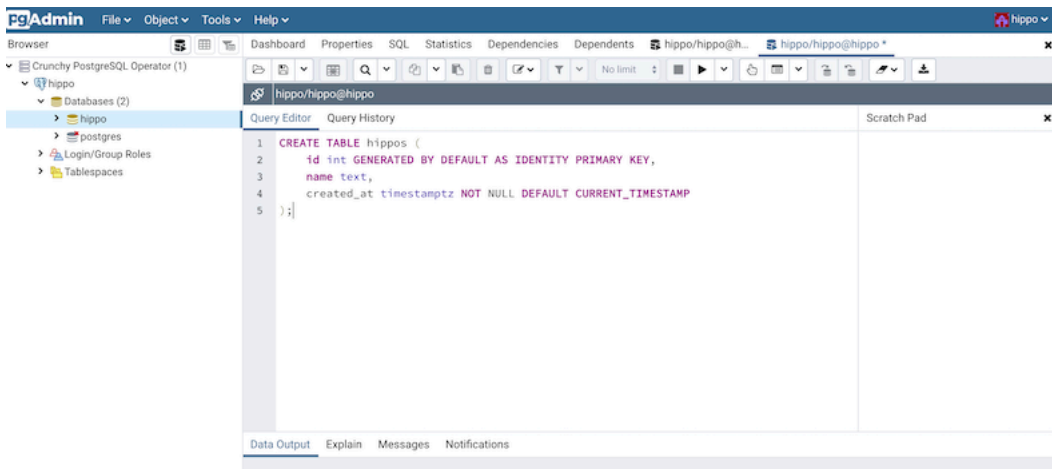 pgAdmin File Object Tools Help hippo
Browser
Dashboard Properties SQL Statistics Dependencies Dependents hippo/hippo@h... hippo/hippo@hippo *
Crunchy PostgreSQL Operator (1)
hippo
Databases (2)
hippo
postgres
Login/Group Roles
Tablespaces
No limit
hippo/hippo@hippo
Query Editor Query History
Scratch Pad
1 CREATE TABLE hippos (
2 id int GENERATED BY DEFAULT AS IDENTITY PRIMARY KEY,
3 name text,
4 created_at timestamptz NOT NULL DEFAULT CURRENT_TIMESTAMP
5 );
Data Output Explain Messages Notifications